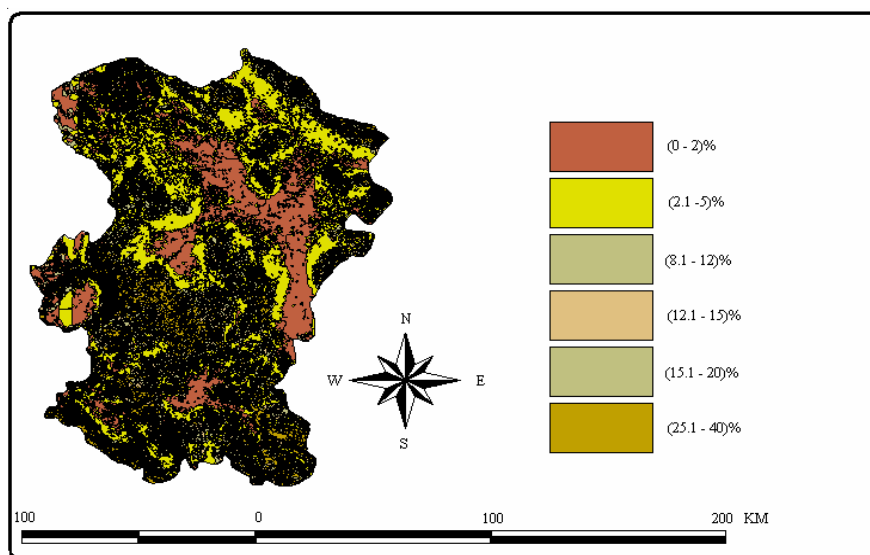 (0 - 2)%
(2.1 -5)%
(8.1 - 12)%
(12.1 - 15)%
(15.1 - 20)%
(25.1 - 40)%
N
W E
S
100 0 100 200 KM